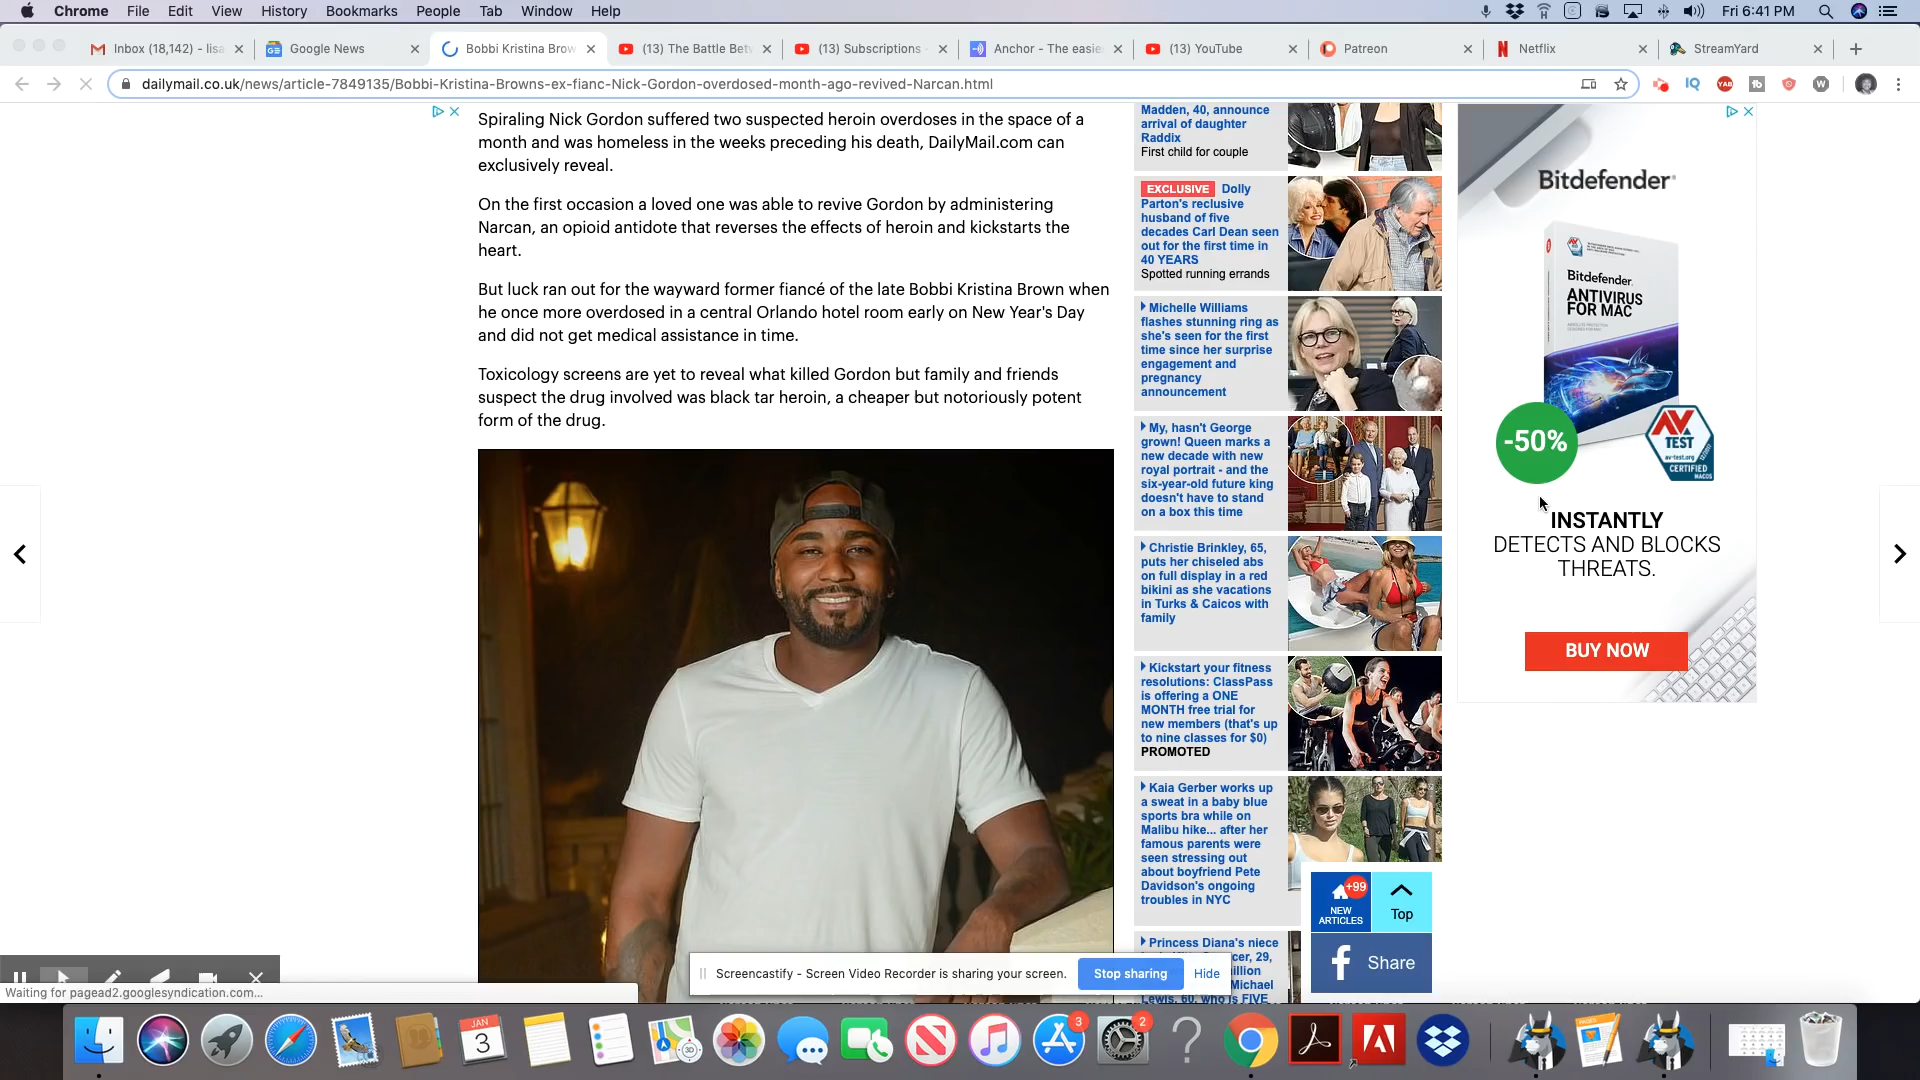 Chrome File Edit View History Bookmarks People Tab Window Help Fri 6:41 PM
Inbox (18,142) - lisa
Google News
Bobbi Kristina Brow
(13) The Battle Bet
(13) Subscriptions -
Anchor - The easie
(13) YouTube
Patreon
Netflix
StreamYard
dailymail.co.uk/news/article-7849135/Bobbi-Kristina-Browns-ex-fianc-Nick-Gordon-overdosed-month-ago-revived-Narcan.html
Spiraling Nick Gordon suffered two suspected heroin overdoses in the space of a
month and was homeless in the weeks preceding his death, DailyMail.com can
exclusively reveal.
On the first occasion a loved one was able to revive Gordon by administering
Narcan, an opioid antidote that reverses the effects of heroin and kickstarts the
heart.
But luck ran out for the wayward former fiancé of the late Bobbi Kristina Brown when
he once more overdosed in a central Orlando hotel room early on New Year's Day
and did not get medical assistance in time.
Toxicology screens are yet to reveal what killed Gordon but family and friends
suspect the drug involved was black tar heroin, a cheaper but notoriously potent
form of the drug.
Madden, 40, announce
arrival of daughter
Raddix
First child for couple
EXCLUSIVE Dolly
Parton's reclusive
husband of five
decades Carl Dean seen
out for the first time in
40 YEARS
Spotted running errands
Michelle Williams
flashes stunning ring as
she's seen for the first
time since her surprise
engagement and
pregnancy
announcement
My, hasn't George
grown! Queen marks a
new decade with new
royal portrait - and the
six-year-old future king
doesn't have to stand
on a box this time
Christie Brinkley, 65,
puts her chiseled abs
on full display in a red
bikini as she vacations
in Turks & Caicos with
family
Kickstart your fitness
resolutions: ClassPass
is offering a ONE
MONTH free trial for
new members (that's up
to nine classes for $0)
PROMOTED
Kaia Gerber works up
a sweat in a baby blue
sports bra while on
Malibu hike... after her
famous parents were
seen stressing out
about boyfriend Pete
Davidson's ongoing
troubles in NYC
Princess Diana's niece
cer, 29,
illion
Michael
Lewis, 60, who is FIVE
Bitdefender
Bitdefender
ANTIVIRUS
FOR MAC
-50%
AV
TEST
av-test.org
CERTIFIED
MACOS
INSTANTLY
DETECTS AND BLOCKS
THREATS.
BUY NOW
+99
NEW
ARTICLES
Top
Share
Screencastify - Screen Video Recorder is sharing your screen. Stop sharing Hide
Waiting for pagead2.googlesyndication.com...
JAN
3
3
2